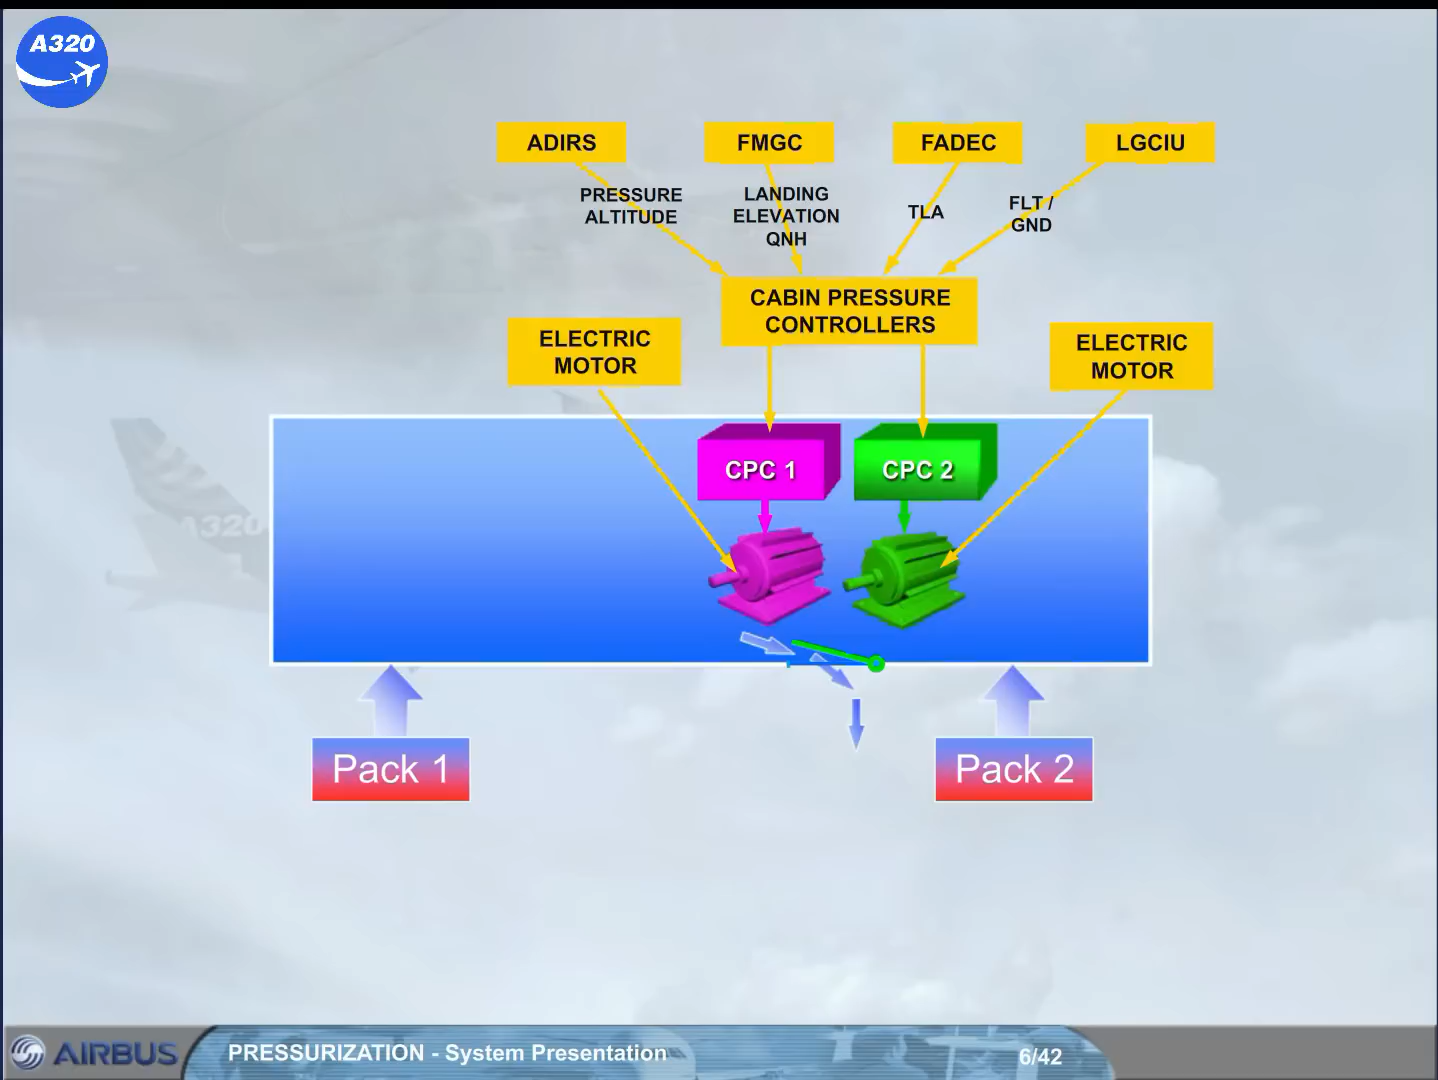 A320
ADIRS
FMGC
FADEC
LGCIU
PRESSURE
ALTITUDE
LANDING
ELEVATION
QNH
TLA
FLT /
GND
CABIN PRESSURE
CONTROLLERS
ELECTRIC
MOTOR
ELECTRIC
MOTOR
CPC 1
CPC 2
A320
Pack 1
Pack 2
AIRBUS
PRESSURIZATION - System Presentation
6/42